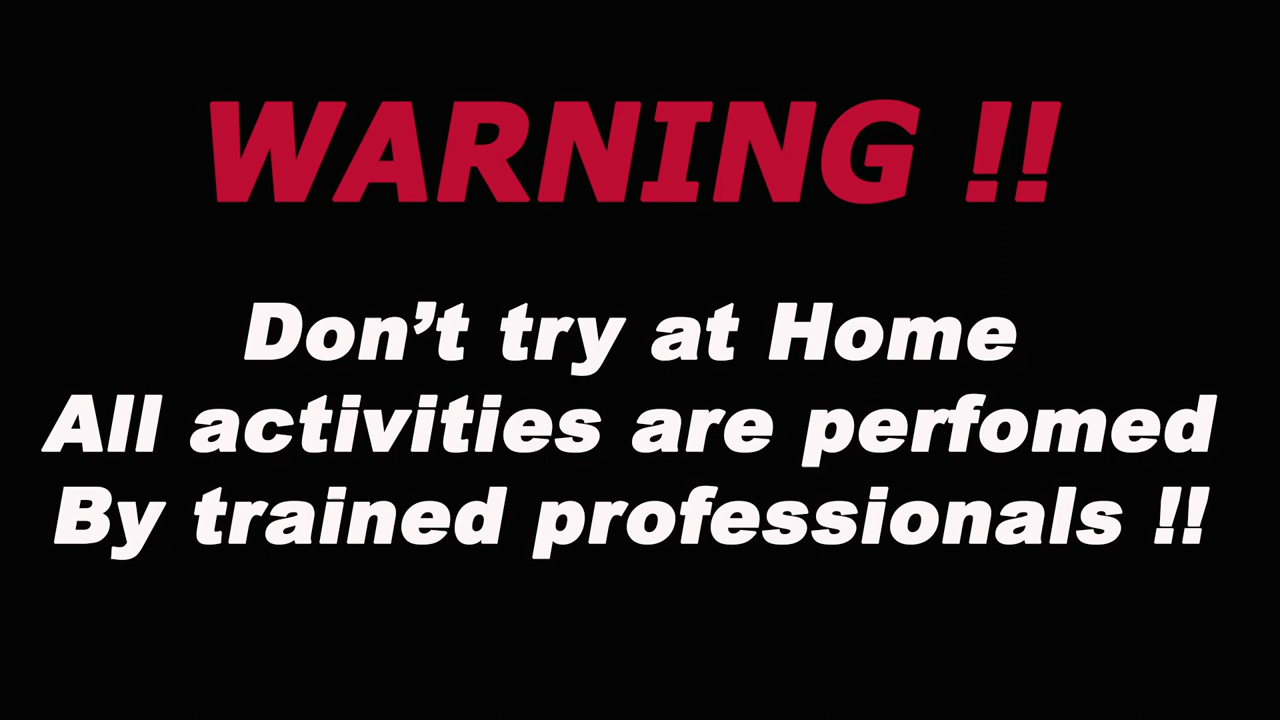 WARNING !!
Don’t try at Home
All activities are perfomed
By trained professionals !!